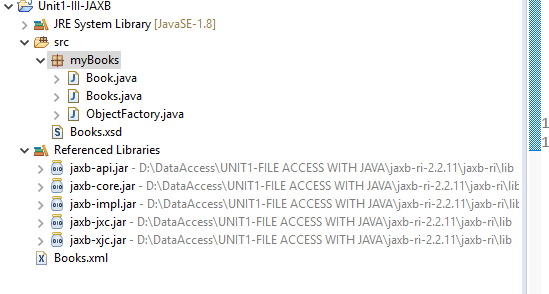 Unit1-III-JAXB
JRE System Library [JavaSE-1.8]
src
myBooks
Book.java
Books.java
ObjectFactory.java
Books.xsd
Referenced Libraries
jaxb-api.jar - D:\DataAccess\UNIT1-FILE ACCESS WITH JAVA\jaxb-ri-2.2.11\jaxb-ri\lib
jaxb-core.jar - D:\DataAccess\UNIT1-FILE ACCESS WITH JAVA\jaxb-ri-2.2.11\jaxb-ri\lib
jaxb-impl.jar - D:\DataAccess\UNIT1-FILE ACCESS WITH JAVA\jaxb-ri-2.2.11\jaxb-ri\lib
jaxb-jxc.jar - D:\DataAccess\UNIT1-FILE ACCESS WITH JAVA\jaxb-ri-2.2.11\jaxb-ri\lib
jaxb-xjc.jar - D:\DataAccess\UNIT1-FILE ACCESS WITH JAVA\jaxb-ri-2.2.11\jaxb-ri\lib
Books.xml
1
1